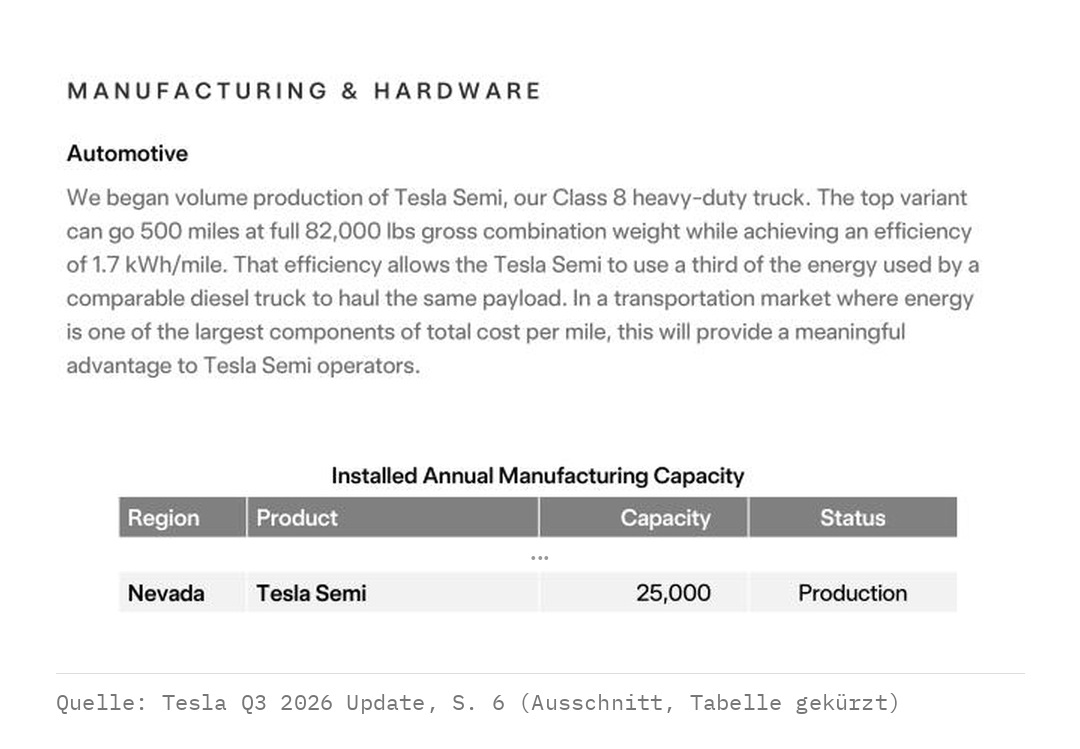 MANUFACTURING & HARDWARE
Automotive
We began volume production of Tesla Semi, our Class 8 heavy-duty truck. The top variant
can go 500 miles at full 82,000 lbs gross combination weight while achieving an efficiency
of 1.7 kWh/mile. That efficiency allows the Tesla Semi to use a third of the energy used by a
comparable diesel truck to haul the same payload. In a transportation market where energy
is one of the largest components of total cost per mile, this will provide a meaningful
advantage to Tesla Semi operators.
Installed Annual Manufacturing Capacity
Region Product Capacity Status
...
Nevada Tesla Semi 25,000 Production
Quelle: Tesla Q3 2026 Update, S. 6 (Ausschnitt, Tabelle gekürzt)